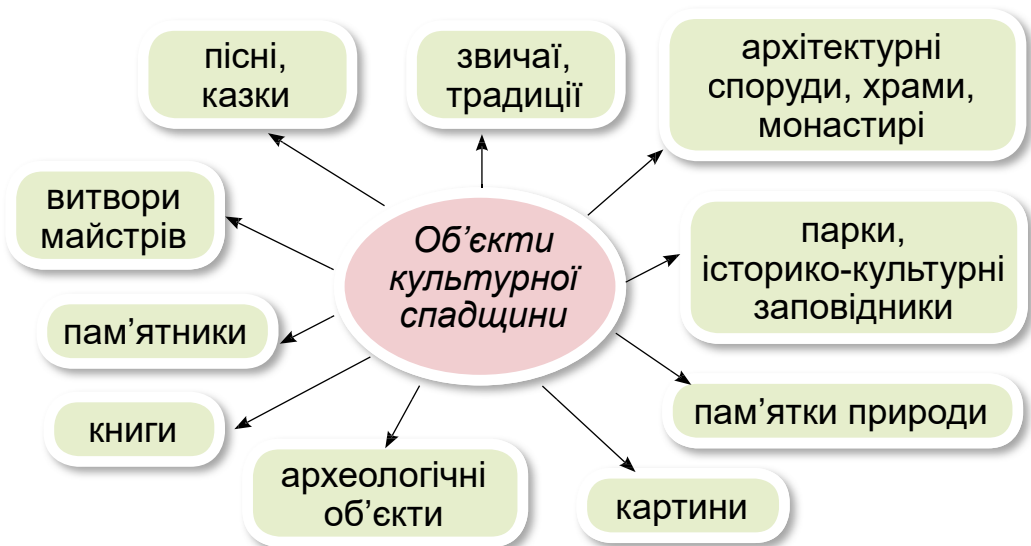 пісні,
казки
звичаї,
традиції
архітектурні
споруди, храми,
монастирі
витвори
майстрів
Об’єкти
культурної
спадщини
парки,
історико-культурні
заповідники
пам’ятники
пам’ятки природи
книги
археологічні
об’єкти
картини